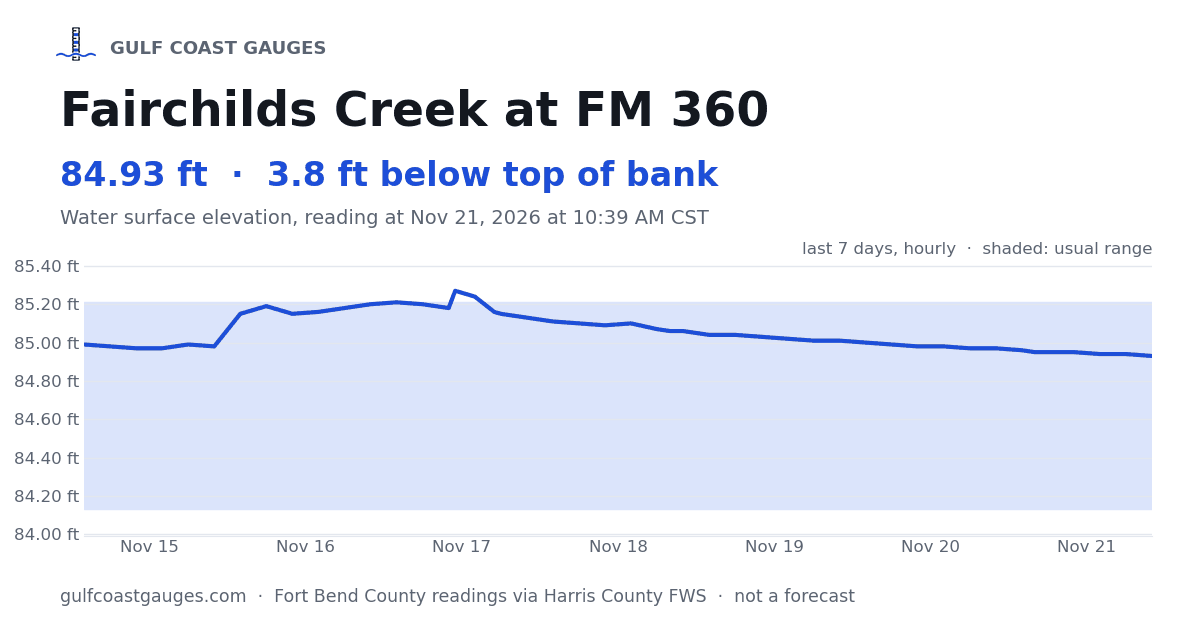 GULF COAST GAUGES
Fairchilds Creek at FM 360
84.93 ft · 3.8 ft below top of bank
Water surface elevation, reading at Nov 21, 2026 at 10:39 AM CST
last 7 days, hourly · shaded: usual range
85.40 ft
85.20 ft
85.00 ft
84.80 ft
84.60 ft
84.40 ft
84.20 ft
84.00 ft
Nov 15 Nov 16 Nov 17 Nov 18 Nov 19 Nov 20 Nov 21
gulfcoastgauges.com · Fort Bend County readings via Harris County FWS · not a forecast